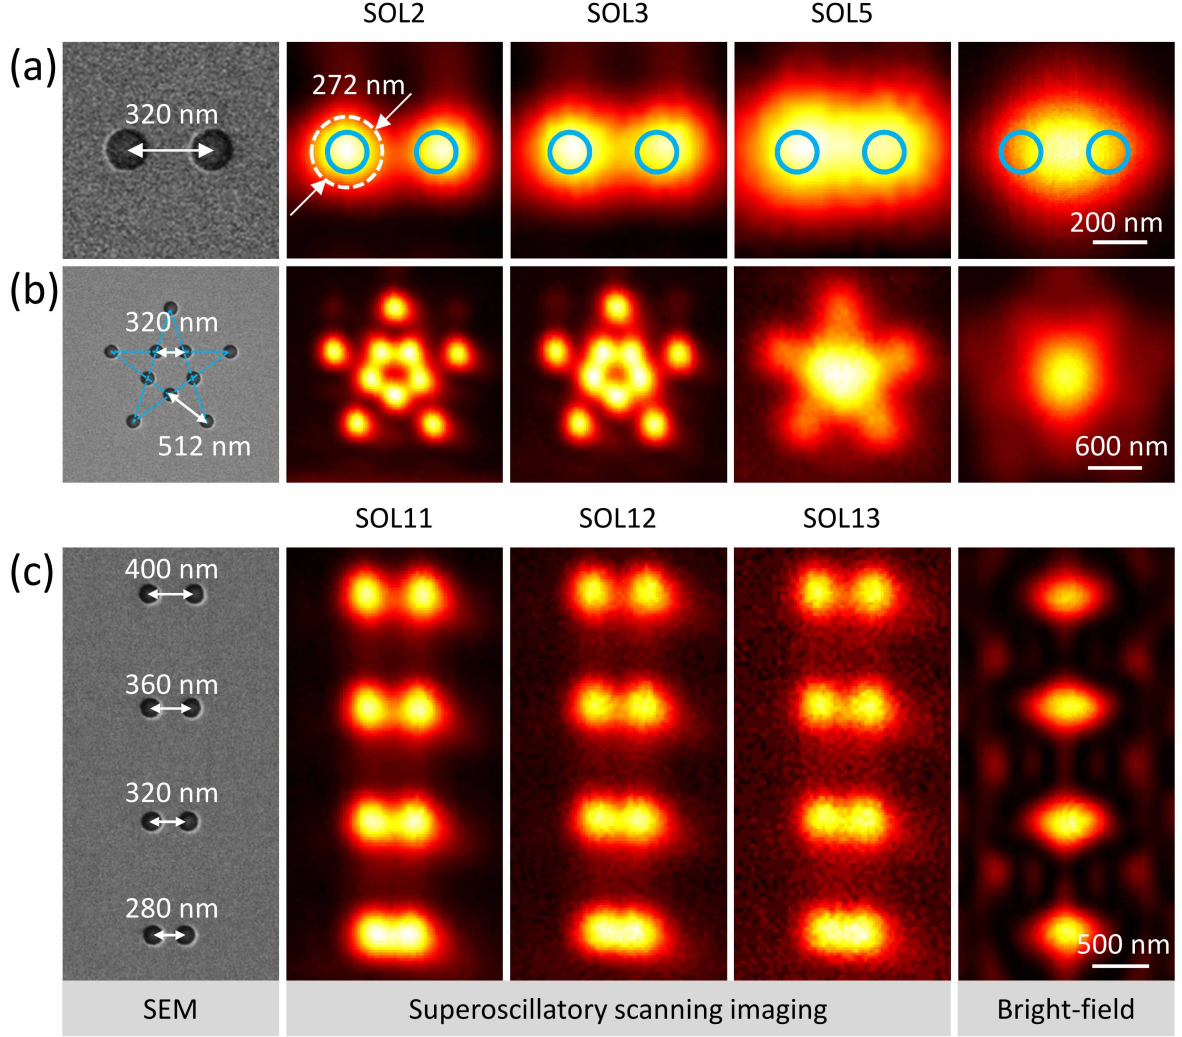 SOL2 SOL3 SOL5
(a)
320 nm
272 nm
200 nm
(b)
320 nm
512 nm
600 nm
SOL11 SOL12 SOL13
(c)
400 nm
360 nm
320 nm
280 nm
500 nm
SEM Superoscillatory scanning imaging Bright-field